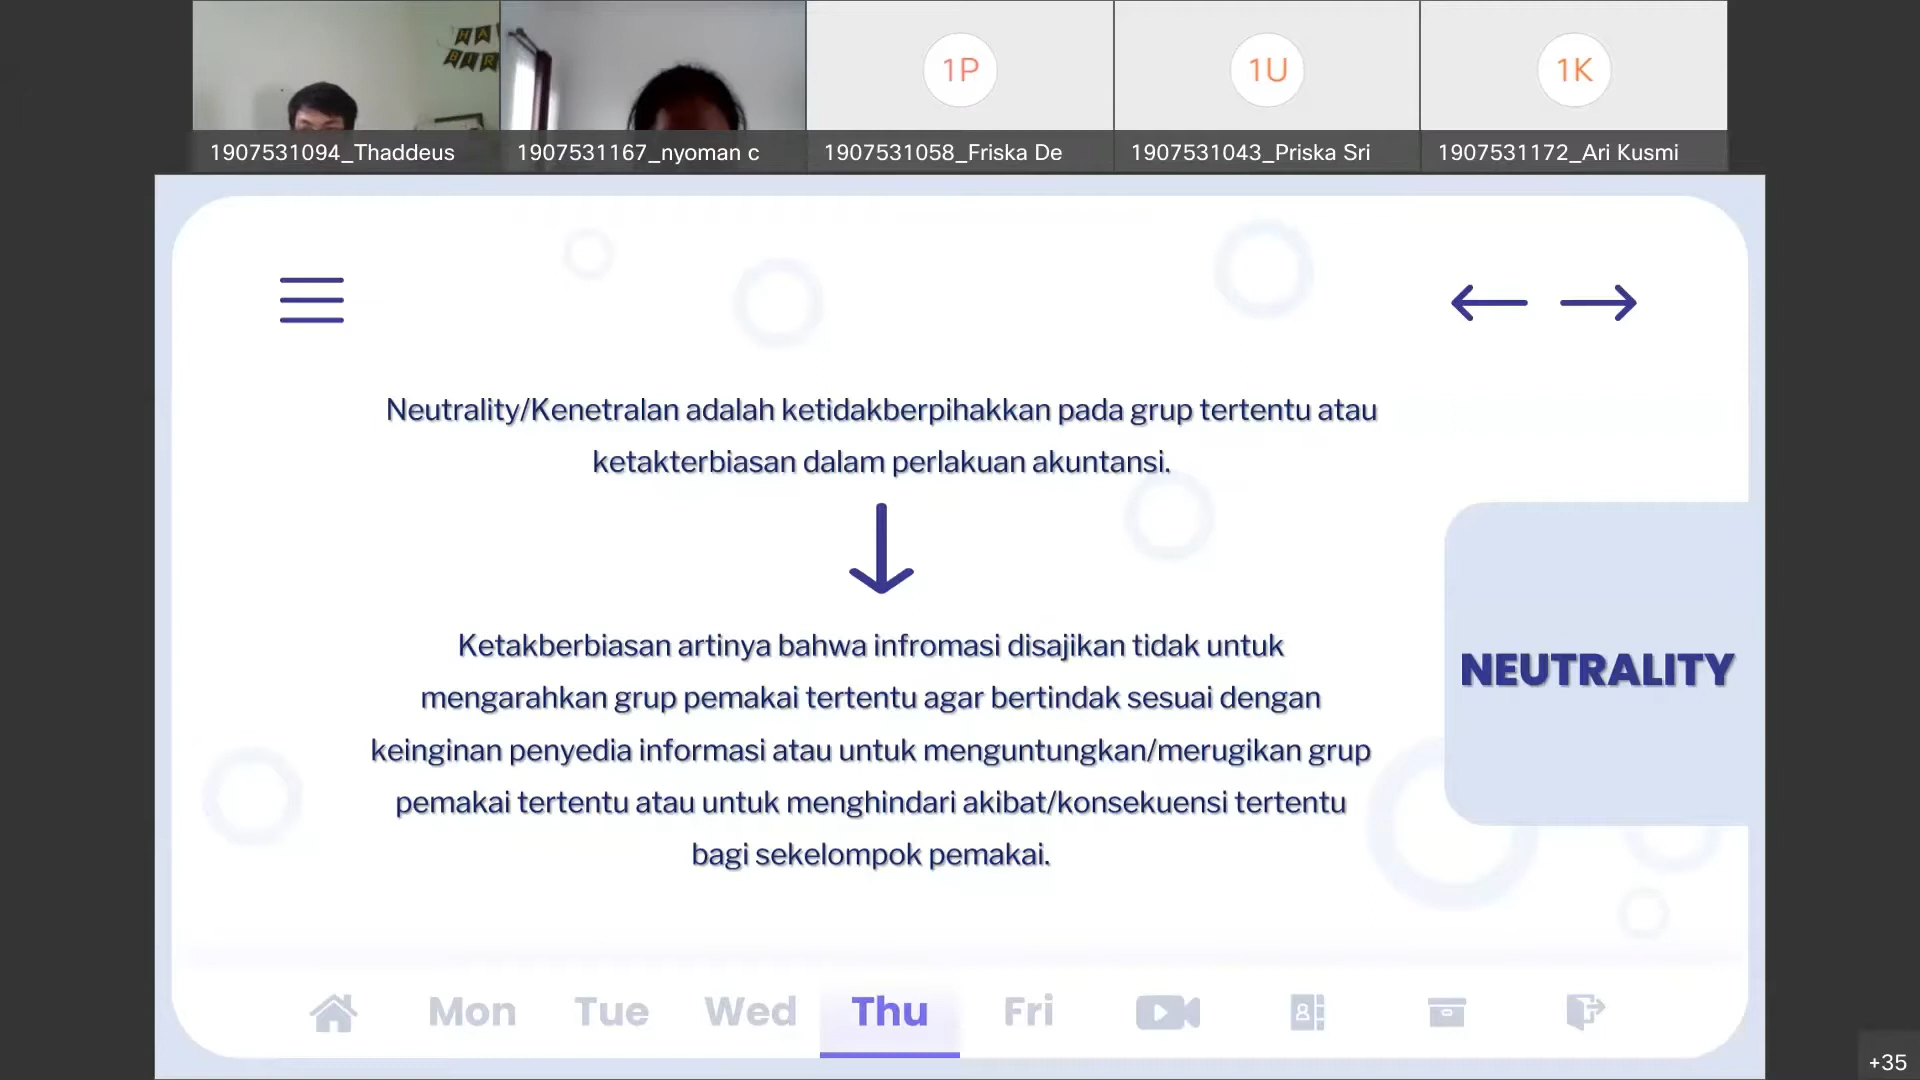 HA
BIR
1P
1U
1K
1907531094_Thaddeus
1907531167_nyoman c
1907531058_Friska De
1907531043_Priska Sri
1907531172_Ari Kusmi
Neutrality/Kenetralan adalah ketidakberpihakkan pada grup tertentu atau
ketakterbiasan dalam perlakuan akuntansi.
Ketakberbiasan artinya bahwa infromasi disajikan tidak untuk
mengarahkan grup pemakai tertentu agar bertindak sesuai dengan
keinginan penyedia informasi atau untuk menguntungkan/merugikan grup
pemakai tertentu atau untuk menghindari akibat/konsekuensi tertentu
bagi sekelompok pemakai.
NEUTRALITY
Mon Tue Wed Thu Fri
+35